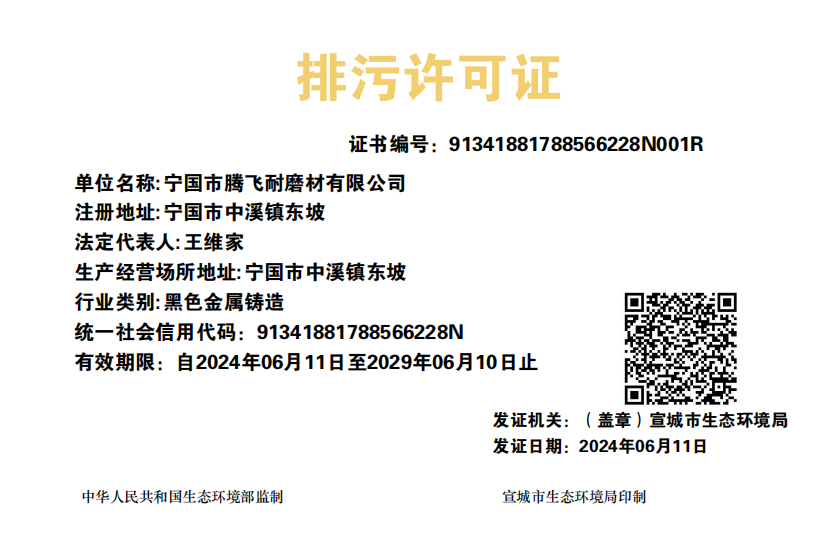 排污许可证
证书编号：91341881788566228N001R
单位名称:宁国市腾飞耐磨材有限公司
注册地址:宁国市中溪镇东坡
法定代表人:王维家
生产经营场所地址:宁国市中溪镇东坡
行业类别:黑色金属铸造
统一社会信用代码：91341881788566228N
有效期限：自2024年06月11日至2029年06月10日止
发证机关：（盖章）宣城市生态环境局
发证日期：2024年06月11日
中华人民共和国生态环境部监制
宣城市生态环境局印制